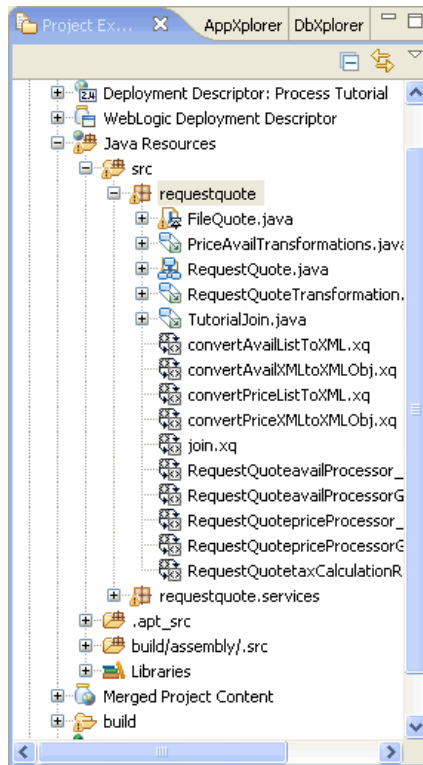 Project Ex...
AppXplorer
DbXplorer
2.4
Deployment Descriptor: Process Tutorial
WebLogic Deployment Descriptor
Java Resources
src
requestquote
FileQuote.java
PriceAvailTransformations.java
RequestQuote.java
RequestQuoteTransformation.
TutorialJoin.java
convertAvailListToXML.xq
convertAvailXMLtoXMLObj.xq
convertPriceListToXML.xq
convertPriceXMLtoXMLObj.xq
join.xq
RequestQuoteavailProcessor_
RequestQuoteavailProcessorG
RequestQuotepriceProcessor_
RequestQuotepriceProcessorG
RequestQuotetaxCalculationR
requestquote.services
.apt_src
build/assembly/.src
Libraries
Merged Project Content
build